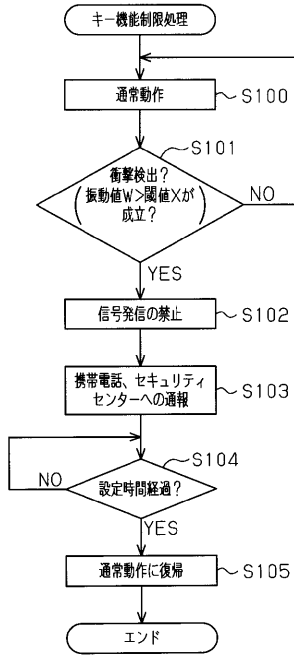 キー機能制限処理
通常動作
S100
S101
衝撃検出?
(振動値W>閾値Xが)
成立?
NO
YES
信号発信の禁止
S102
携帯電話、セキュリティ
センターへの通報
S103
S104
NO
設定時間経過?
YES
通常動作に復帰
S105
エンド